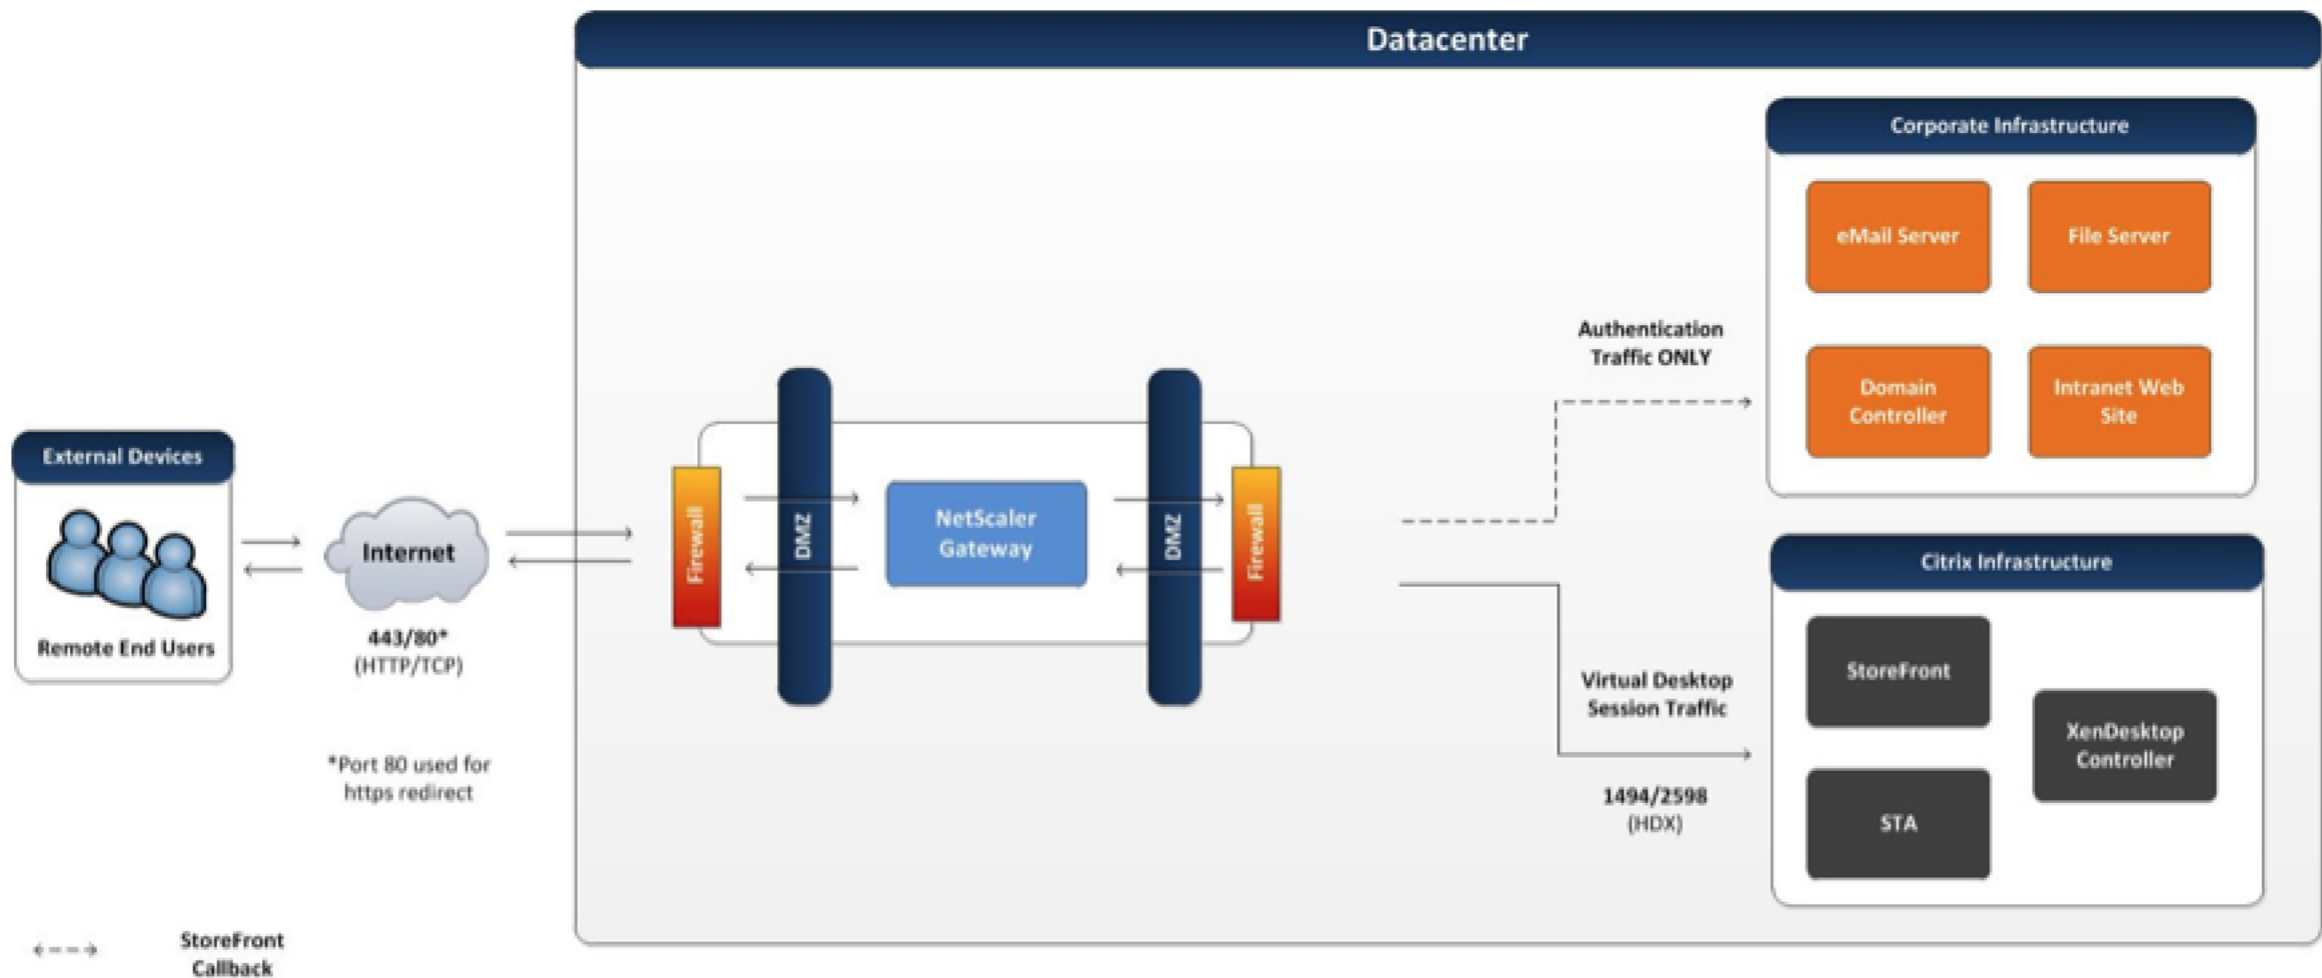 Datacenter
Corporate Infrastructure
eMail Server
File Server
Authentication
Traffic ONLY
Domain
Controller
Intranet Web
Site
External Devices
Remote End Users
Internet
443/80*
(HTTP/TCP)
*Port 80 used for
https redirect
Firewall
DMZ
NetScaler
Gateway
DMZ
Firewall
Citrix Infrastructure
StoreFront
XenDesktop
Controller
STA
Virtual Desktop
Session Traffic
1494/2598
(HDX)
StoreFront
Callback